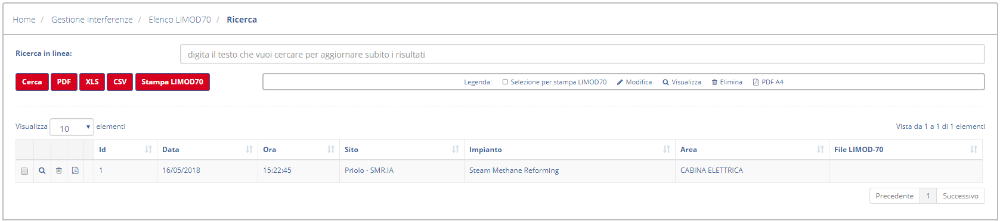 Home / Gestione Interferenze / Elenco LIMOD70 / Ricerca
Ricerca in linea: digita il testo che vuoi cercare per aggiornare subito i risultati
Cerca PDF XLS CSV Stampa LIMOD70 Legenda: Selezione per stampa LIMOD70 Modifica Visualizza Elimina PDF A4
Visualizza 10 elementi Vista da 1 a 1 di 1 elementi
Id Data Ora Sito Impianto Area File LIMOD-70
1 16/05/2018 15:22:45 Priolo - SMR.IA Steam Methane Reforming CABINA ELETTRICA
Precedente 1 Successivo